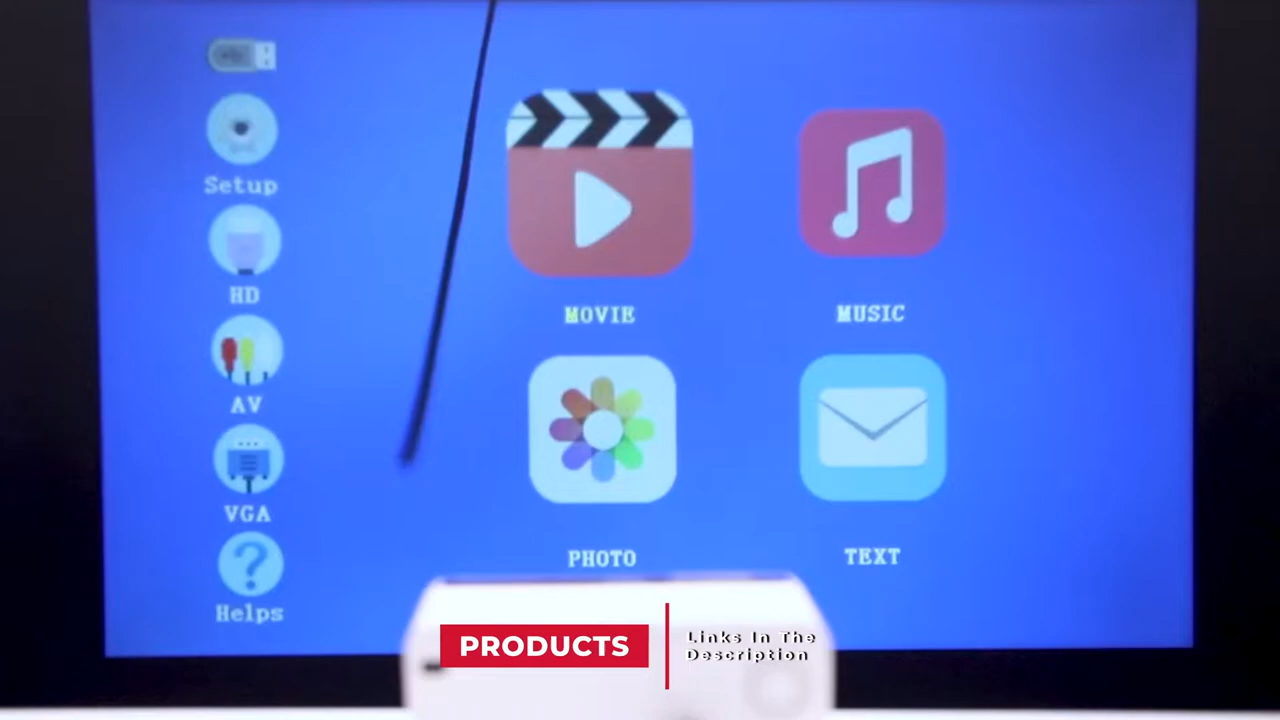 Setup
HD
AV
VGA
Helps
MOVIE
MUSIC
PHOTO
TEXT
PRODUCTS
Links In The
Description